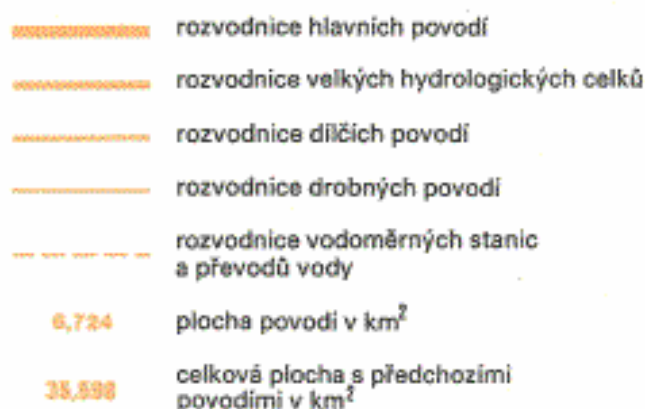 rozvodnice hlavních povodí
rozvodnice velkých hydrologických celků
rozvodnice dílčích povodí
rozvodnice drobných povodí
rozvodnice vodoměrných stanic
a převodů vody
6,724 plocha povodí v km²
35,598 celková plocha s předchozími
povodími v km²